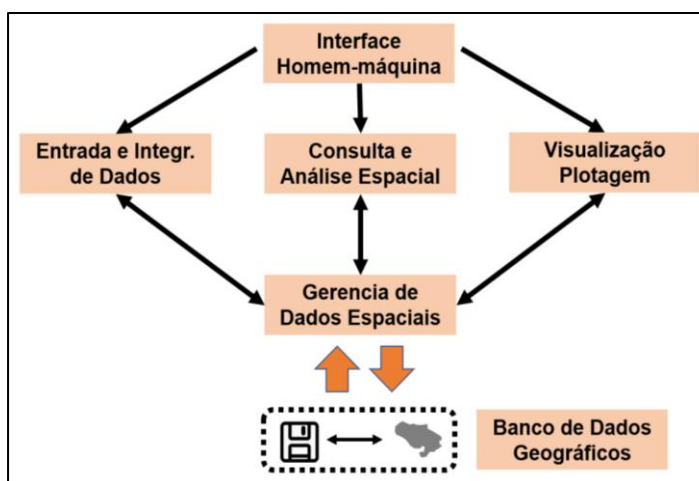 Interface
Homem-máquina
Entrada e Integr.
de Dados
Consulta e
Análise Espacial
Visualização
Plotagem
Gerencia de
Dados Espaciais
Banco de Dados
Geográficos